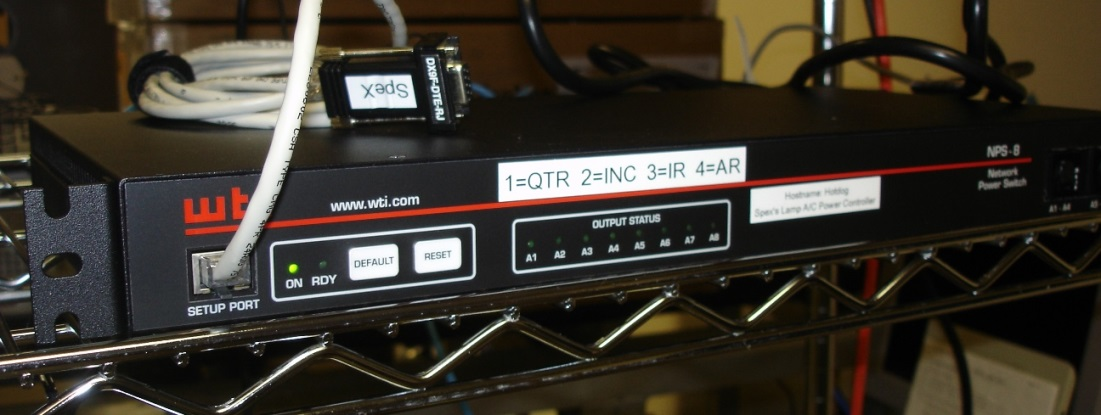 SpeX
DX9F-DTE-RJ
1=QTR 2=INC 3=IR 4=AR
NPS-8
Network
Power Switch
wti
www.wti.com
Hostname: Hotdog
Spex's Lamp A/C Power Controller
OUTPUT STATUS
A1 A2 A3 A4 A5 A6 A7 A8
DEFAULT
RESET
ON RDY
SETUP PORT
A1-A4
A5